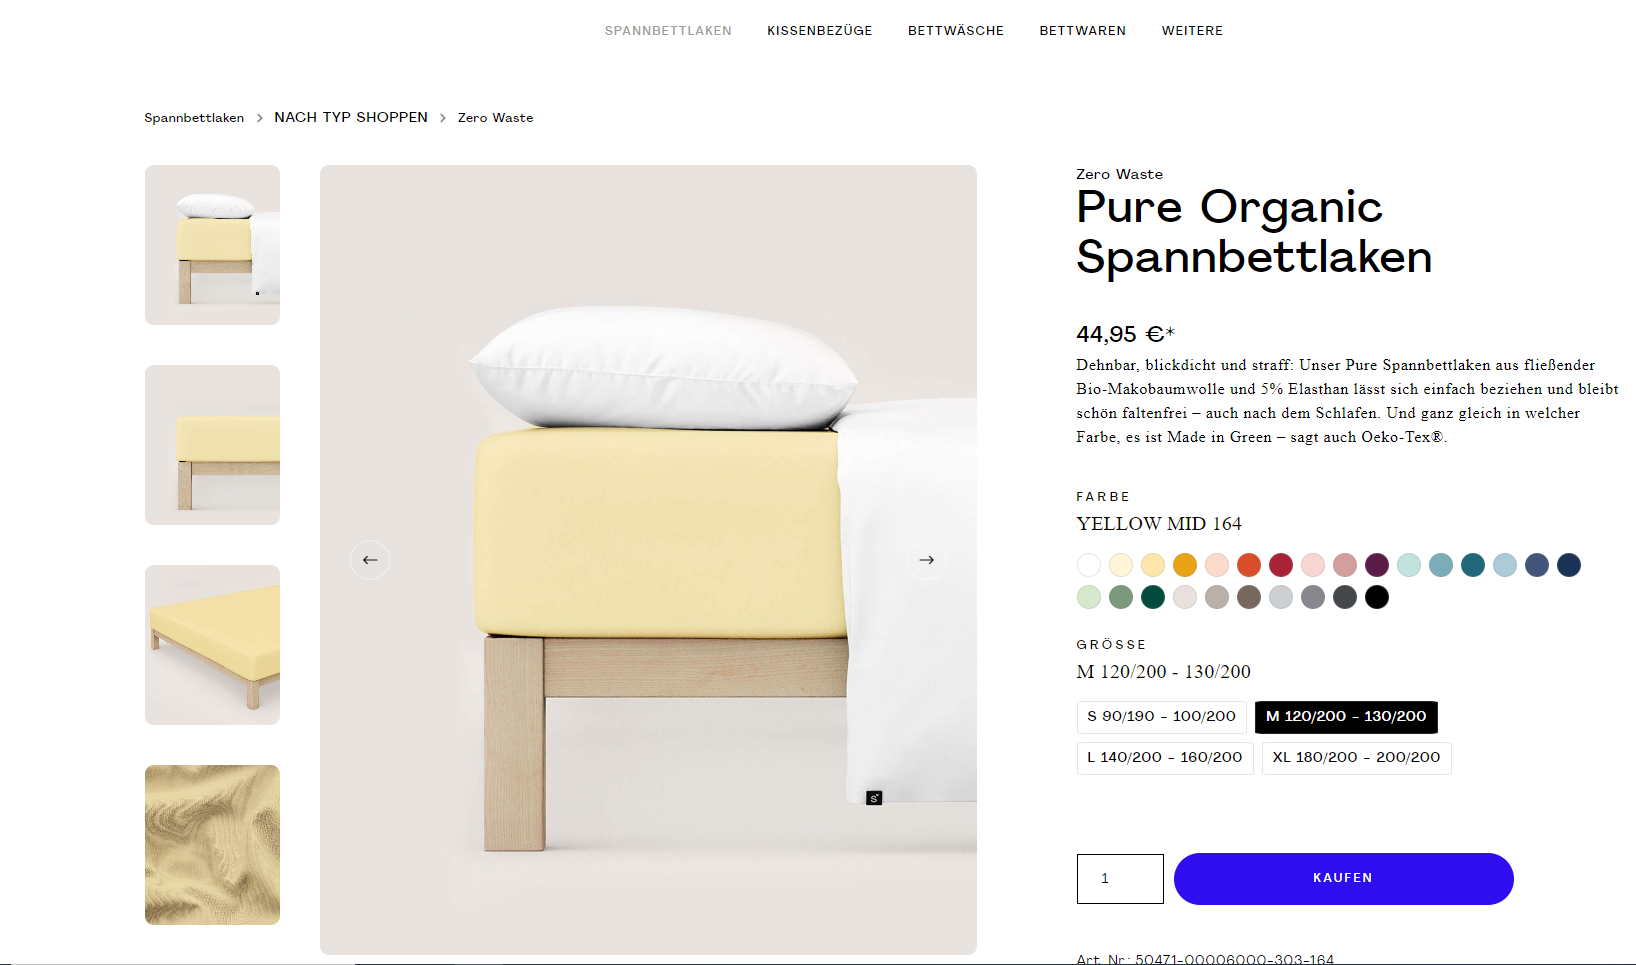 SPANNBETTLAKEN KISSENBEZÜGE BETTWÄSCHE BETTWAREN WEITERE
Spannbettlaken > NACH TYP SHOPPEN > Zero Waste
Zero Waste
Pure Organic
Spannbettlaken
44,95 €*
Dehnbar, blickdicht und straff: Unser Pure Spannbettlaken aus fließender
Bio-Makobaumwolle und 5% Elasthan lässt sich einfach beziehen und bleibt
schön faltenfrei – auch nach dem Schlafen. Und ganz gleich in welcher
Farbe, es ist Made in Green – sagt auch Oeko-Tex®.
FARBE
YELLOW MID 164
GRÖSSE
M 120/200 - 130/200
S 90/190 - 100/200 M 120/200 - 130/200
L 140/200 - 160/200 XL 180/200 - 200/200
S
1 KAUFEN
Art. Nr.: 50471-00006000-303-164